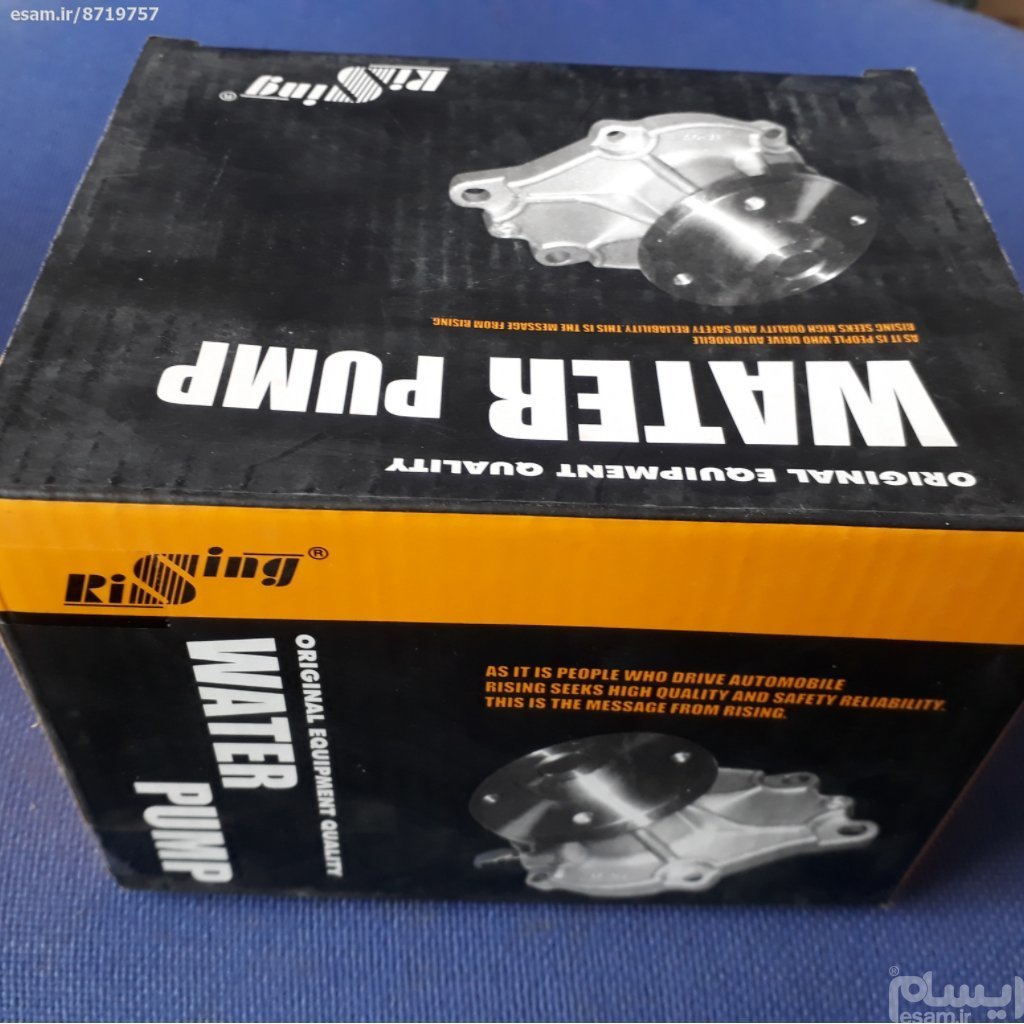 esam.ir/8719757
RiSing®
AS IT IS PEOPLE WHO DRIVE AUTOMOBILE
RISING SEEKS HIGH QUALITY AND SAFETY RELIABILITY THIS IS THE MESSAGE FROM RISING.
WATER PUMP
ORIGINAL EQUIPMENT QUALITY
RiSing®
ORIGINAL EQUIPMENT QUALITY
WATER
PUMP
AS IT IS PEOPLE WHO DRIVE AUTOMOBILE
RISING SEEKS HIGH QUALITY AND SAFETY RELIABILITY.
THIS IS THE MESSAGE FROM RISING.
ایسام®
esam.ir